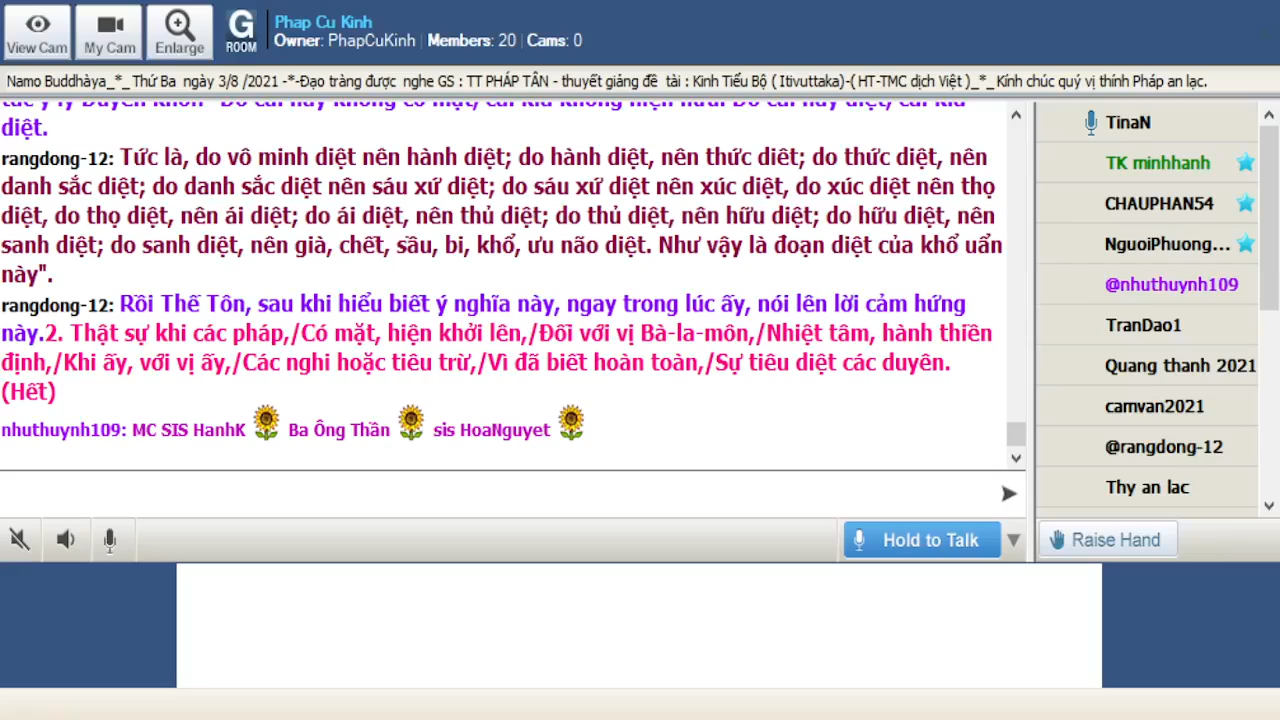 View Cam
My Cam
Enlarge
G
ROOM
Phap Cu Kinh
Owner: PhapCuKinh | Members: 20 | Cams: 0
Namo Buddhàya_*_Thứ Ba ngày 3/8 /2021 -*-Đạo tràng được nghe GS : TT PHÁP TÂN - thuyết giảng đề tài : Kinh Tiểu Bộ ( Itivuttaka)-( HT-TMC dịch Việt )_*_Kính chúc quý vị thính Pháp an lạc.
diệt.
rangdong-12: Tức là, do vô minh diệt nên hành diệt; do hành diệt, nên thức diêt; do thức diệt, nên
danh sắc diệt; do danh sắc diệt nên sáu xứ diệt; do sáu xứ diệt nên xúc diệt, do xúc diệt nên thọ
diệt, do thọ diệt, nên ái diệt; do ái diệt, nên thủ diệt; do thủ diệt, nên hữu diệt; do hữu diệt, nên
sanh diệt; do sanh diệt, nên già, chết, sầu, bi, khổ, ưu não diệt. Như vậy là đoạn diệt của khổ uẩn
này".
rangdong-12: Rồi Thế Tôn, sau khi hiểu biết ý nghĩa này, ngay trong lúc ấy, nói lên lời cảm hứng
này.2. Thật sự khi các pháp,/Có mặt, hiện khởi lên,/Đối với vị Bà-la-môn,/Nhiệt tâm, hành thiền
định,/Khi ấy, với vị ấy,/Các nghi hoặc tiêu trừ,/Vì đã biết hoàn toàn,/Sự tiêu diệt các duyên.
(Hết)
nhuthuynh109: MC SIS HanhK Ba Ông Thần sis HoaNguyet
TinaN
TK minhhanh
CHAUPHAN54
NguoiPhuong...
@nhuthuynh109
TranDao1
Quang thanh 2021
camvan2021
@rangdong-12
Thy an lac
Hold to Talk
Raise Hand